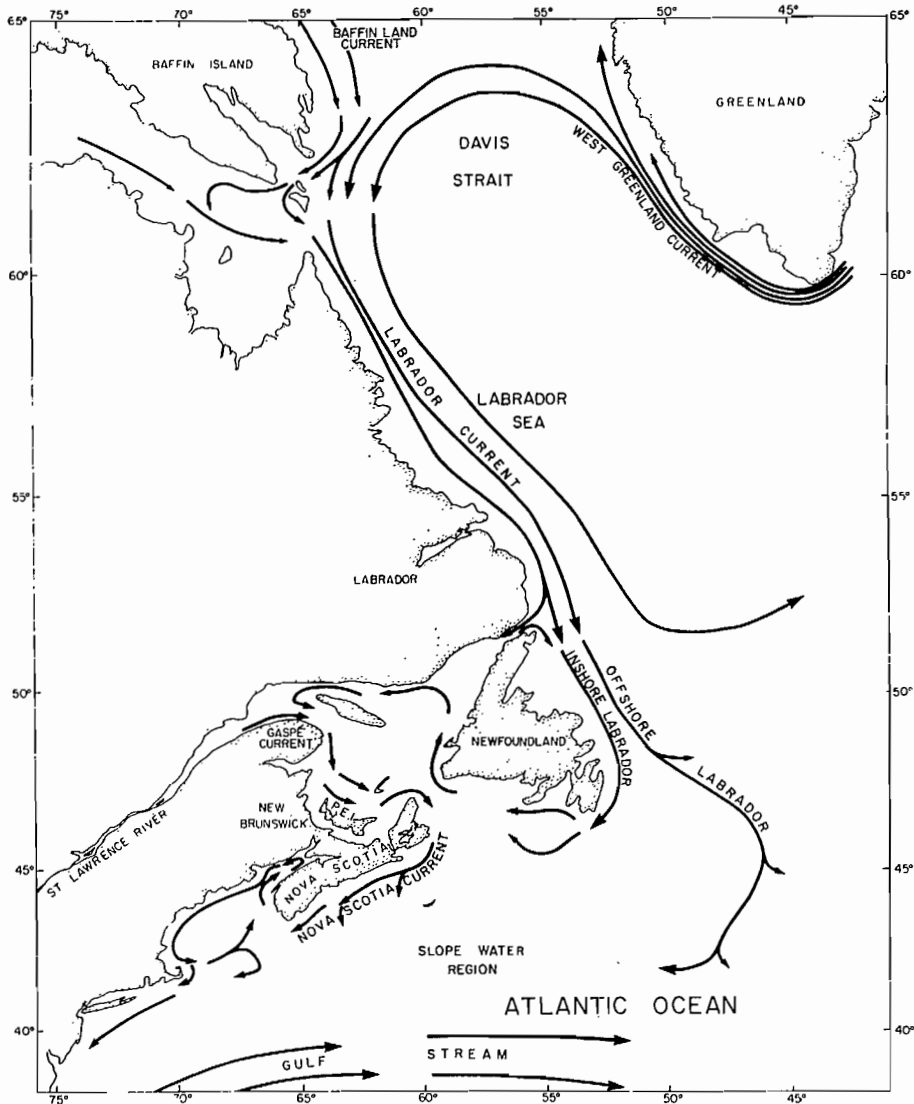 75° 70° 65° 60° 55° 50° 45°
65° 65°
BAFFIN LAND
CURRENT
BAFFIN ISLAND
GREENLAND
DAVIS
STRAIT
WEST GREENLAND CURRENT
60° 60°
LABRADOR CURRENT
LABRADOR
SEA
55° 55°
LABRADOR
INSHORE LABRADOR
OFFSHORE LABRADOR
50° 50°
GASPÉ
CURRENT
NEWFOUNDLAND
NEW
BRUNSWICK
P.E.I.
ST LAWRENCE RIVER
NOVA SCOTIA
NOVA SCOTIA CURRENT
45° 45°
SLOPE WATER
REGION
ATLANTIC OCEAN
40° 40°
GULF STREAM
75° 70° 65° 60° 55° 50° 45°